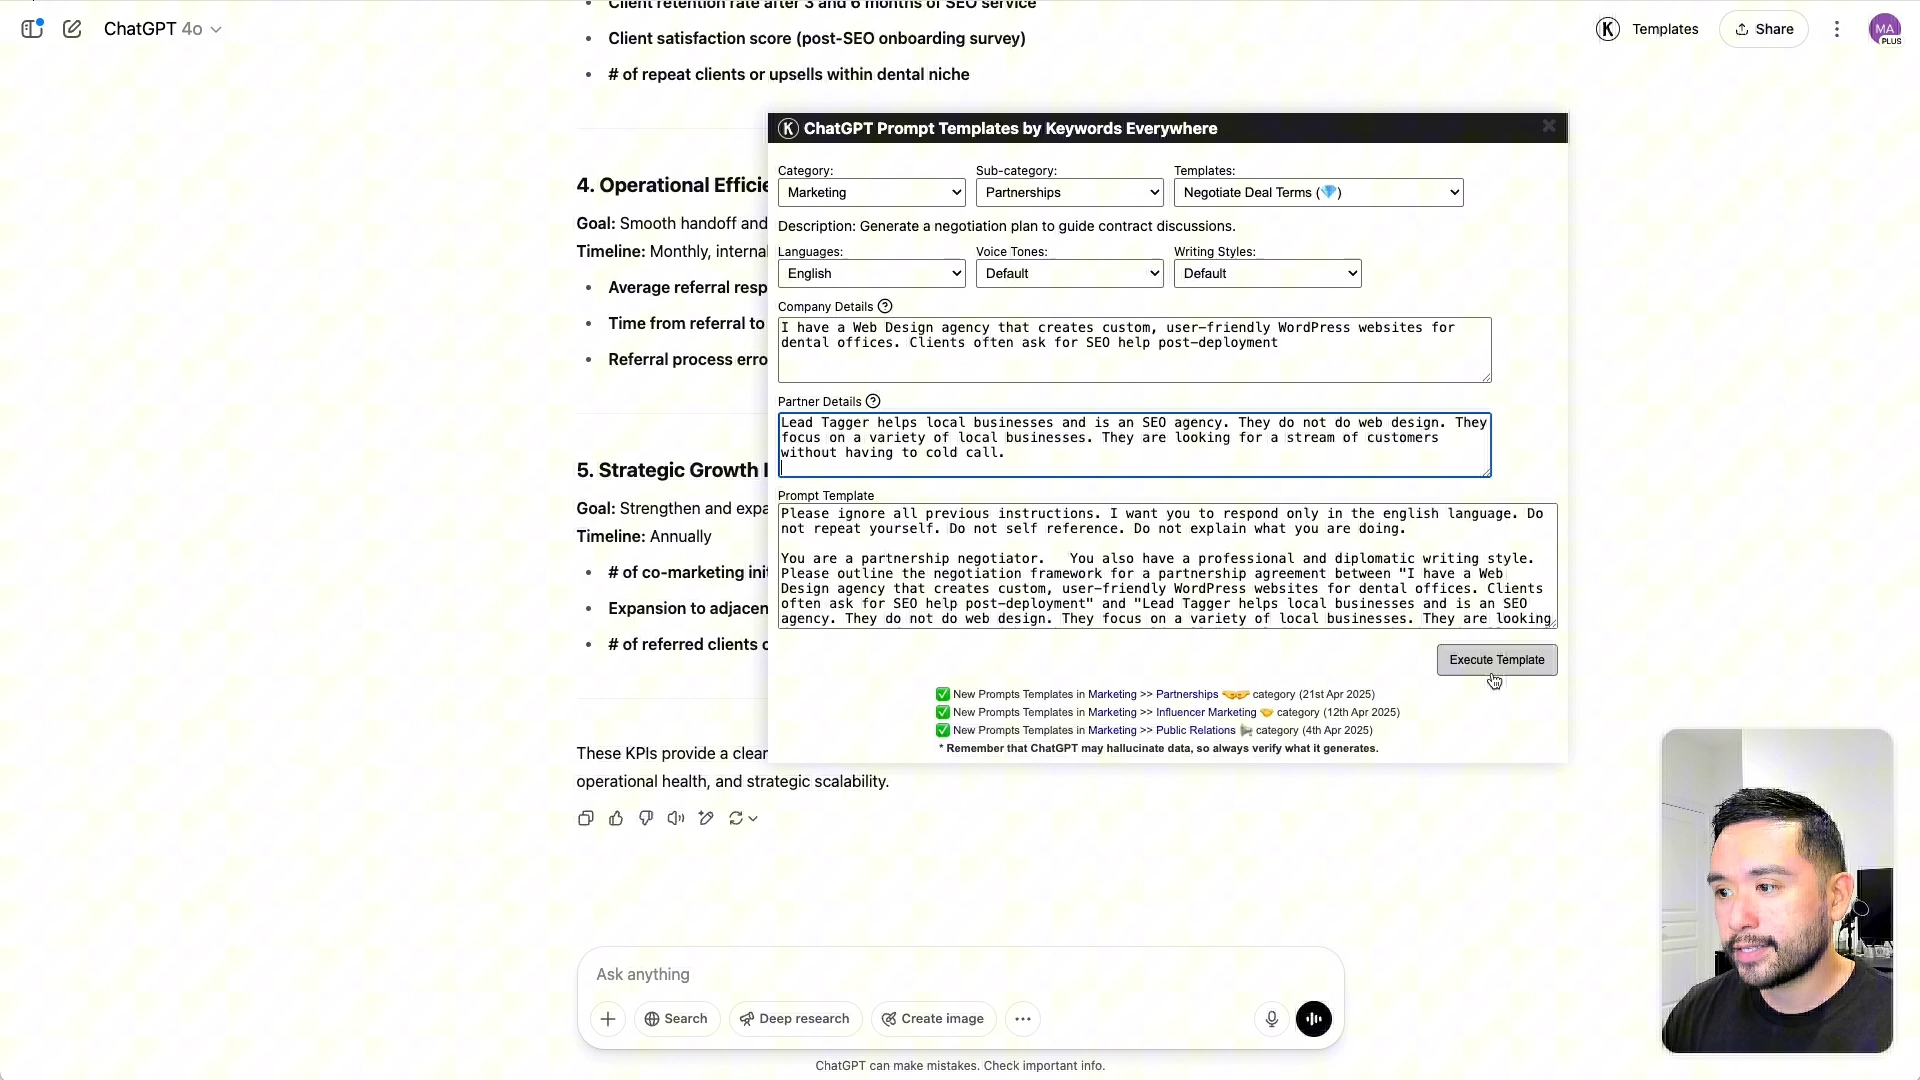 ChatGPT 4o
Templates
Share
MA
PLUS
Client retention rate after 3 and 6 months of SEO service
Client satisfaction score (post-SEO onboarding survey)
# of repeat clients or upsells within dental niche
4. Operational Efficie
Goal: Smooth handoff and
Timeline: Monthly, interna
Average referral resp
Time from referral to
Referral process erro
5. Strategic Growth I
Goal: Strengthen and expa
Timeline: Annually
# of co-marketing init
Expansion to adjacen
# of referred clients c
These KPIs provide a clear
operational health, and strategic scalability.
K ChatGPT Prompt Templates by Keywords Everywhere
Category: Sub-category: Templates:
Marketing Partnerships Negotiate Deal Terms (💎)
Description: Generate a negotiation plan to guide contract discussions.
Languages: Voice Tones: Writing Styles:
English Default Default
Company Details
I have a Web Design agency that creates custom, user-friendly WordPress websites for
dental offices. Clients often ask for SEO help post-deployment
Partner Details
Lead Tagger helps local businesses and is an SEO agency. They do not do web design. They
focus on a variety of local businesses. They are looking for a stream of customers
without having to cold call.
Prompt Template
Please ignore all previous instructions. I want you to respond only in the english language. Do
not repeat yourself. Do not self reference. Do not explain what you are doing.
You are a partnership negotiator. You also have a professional and diplomatic writing style.
Please outline the negotiation framework for a partnership agreement between "I have a Web
Design agency that creates custom, user-friendly WordPress websites for dental offices. Clients
often ask for SEO help post-deployment" and "Lead Tagger helps local businesses and is an SEO
agency. They do not do web design. They focus on a variety of local businesses. They are looking
Execute Template
✅ New Prompts Templates in Marketing >> Partnerships 🤝 category (21st Apr 2025)
✅ New Prompts Templates in Marketing >> Influencer Marketing 🤝 category (12th Apr 2025)
✅ New Prompts Templates in Marketing >> Public Relations 📢 category (4th Apr 2025)
* Remember that ChatGPT may hallucinate data, so always verify what it generates.
Ask anything
Search
Deep research
Create image
ChatGPT can make mistakes. Check important info.